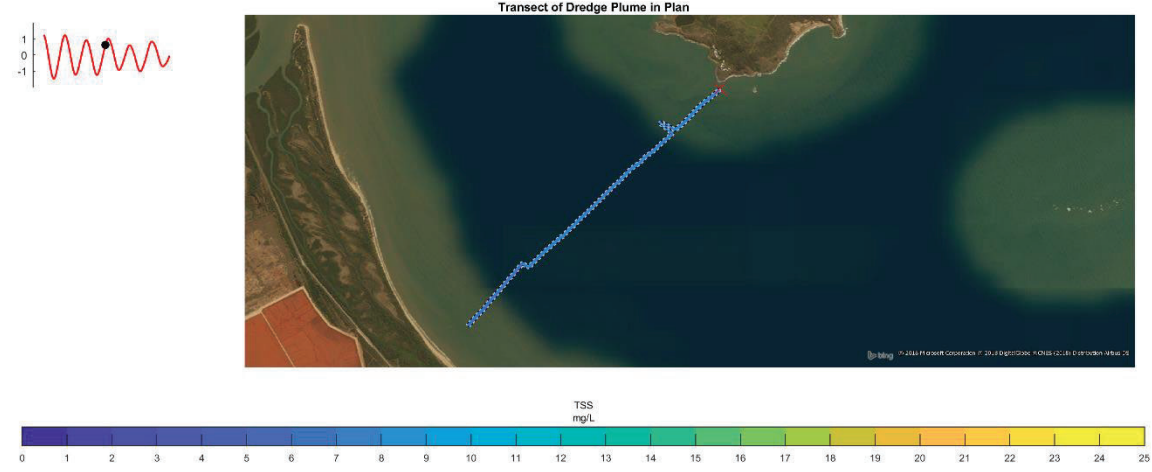 Transect of Dredge Plume in Plan
1
0
-1
bing
© 2016 Microsoft Corporation © 2016 DigitalGlobe © CNES (2016) Distribution Airbus DS
TSS
mg/L
0 1 2 3 4 5 6 7 8 9 10 11 12 13 14 15 16 17 18 19 20 21 22 23 24 25